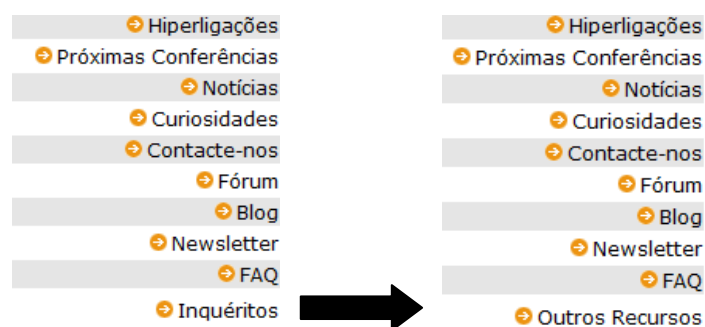 Hiperligações
Próximas Conferências
Notícias
Curiosidades
Contacte-nos
Fórum
Blog
Newsletter
FAQ
Inquéritos
Hiperligações
Próximas Conferências
Notícias
Curiosidades
Contacte-nos
Fórum
Blog
Newsletter
FAQ
Outros Recursos